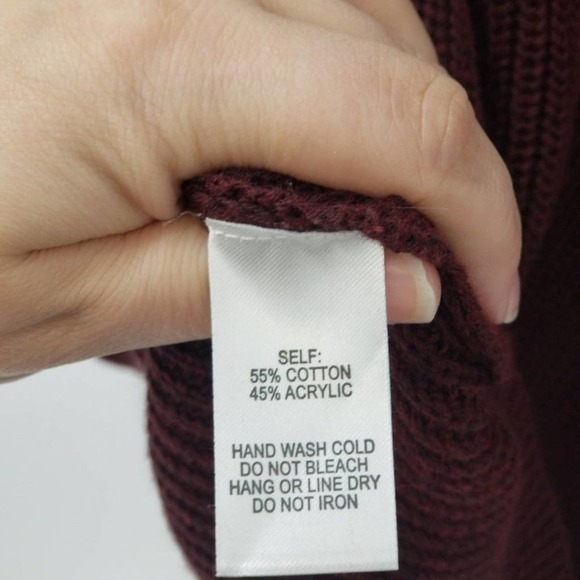 SELF:
55% COTTON
45% ACRYLIC
HAND WASH COLD
DO NOT BLEACH
HANG OR LINE DRY
DO NOT IRON